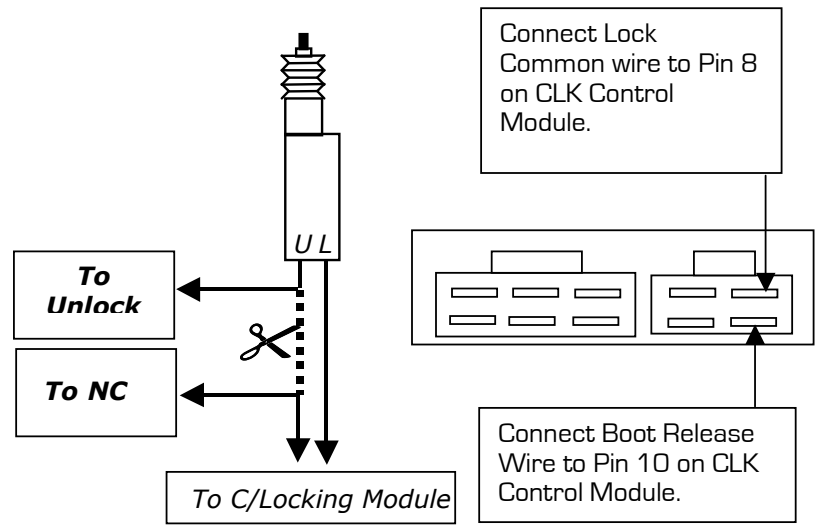 Connect Lock
Common wire to Pin 8
on CLK Control
Module.
U L
To
Unlock
To NC
Connect Boot Release
Wire to Pin 10 on CLK
Control Module.
To C/Locking Module